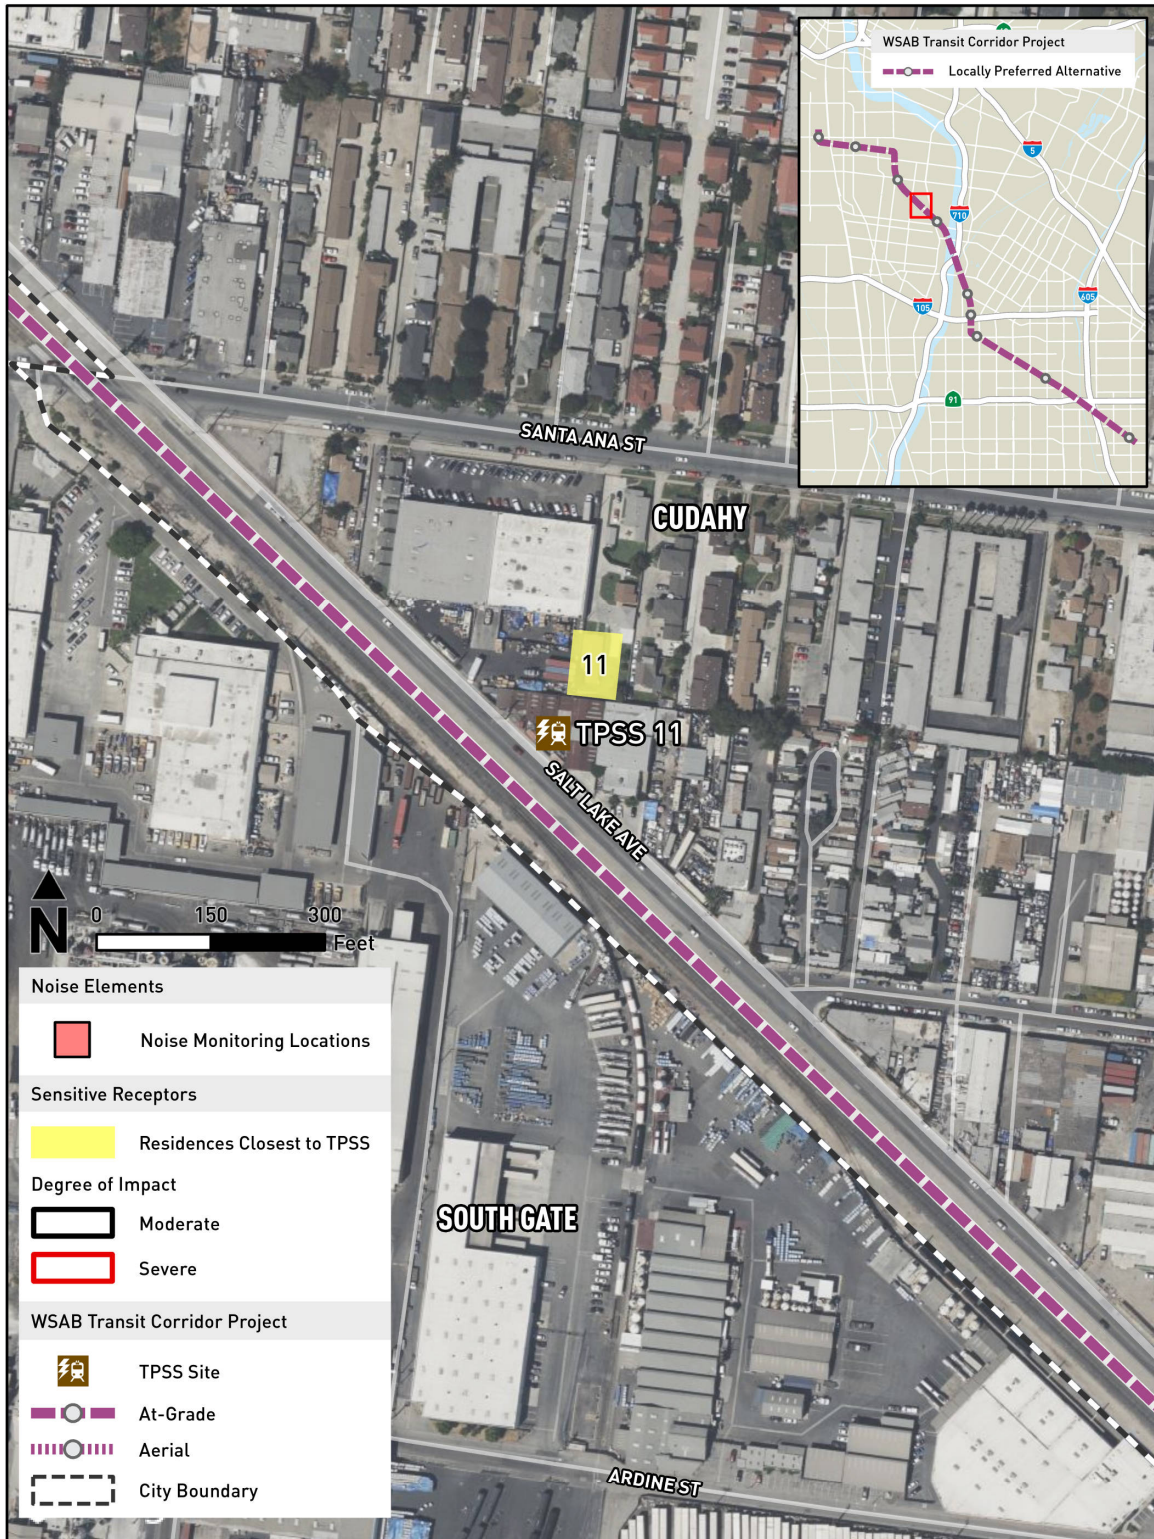 WSAB Transit Corridor Project
Locally Preferred Alternative
5
710
105
605
91
SANTA ANA ST
CUDAHY
11
TPSS 11
SALT LAKE AVE
N
0 150 300
Feet
Noise Elements
Noise Monitoring Locations
Sensitive Receptors
Residences Closest to TPSS
Degree of Impact
Moderate
Severe
WSAB Transit Corridor Project
TPSS Site
At-Grade
Aerial
City Boundary
SOUTH GATE
ARDINE ST